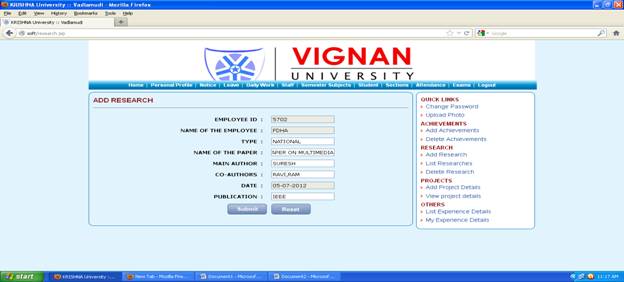 KRISHNA University :: Vadlamudi - Mozilla Firefox
File Edit View History Bookmarks Tools Help
KRISHNA University :: Vadlamudi
soft/research.jsp
Google
VIGNAN
UNIVERSITY
Home | Personal Profile | Notice | Leave | Daily Work | Staff | Semester Subjects | Student | Sections | Attendance | Exams | Logout
ADD RESEARCH
EMPLOYEE ID : 5702
NAME OF THE EMPLOYEE : FDHA
TYPE : NATIONAL
NAME OF THE PAPER : \PER ON MULTIMEDIA
MAIN AUTHOR : SURESH
CO-AUTHORS : RAVI,RAM
DATE : 05-07-2012
PUBLICATION : IEEE
Submit Reset
QUICK LINKS
Change Password
Upload Photo
ACHIEVEMENTS
Add Achievements
Delete Achievements
RESEARCH
Add Research
List Researches
Delete Research
PROJECTS
Add Project Details
View project details
OTHERS
List Experience Details
My Experience Details
start KRISHNA University :... New Tab - Mozilla Fire... Document1 - Microsof... Document2 - Microsof... 11:17 AM